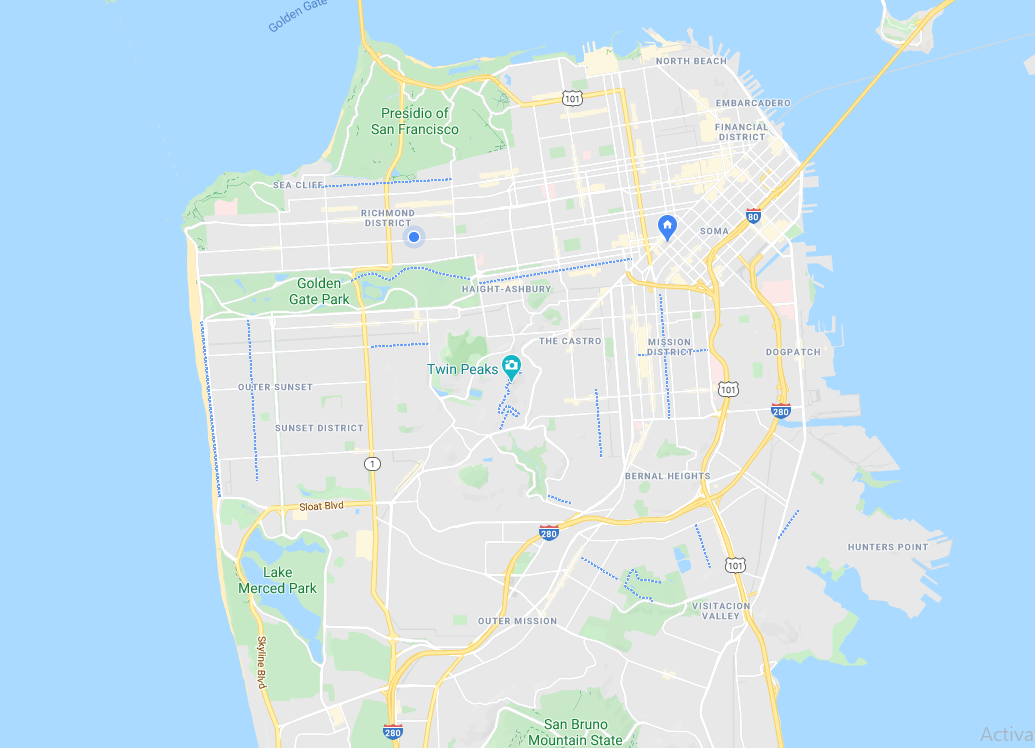 Golden Gate
NORTH BEACH
101
EMBARCADERO
Presidio of
San Francisco
FINANCIAL
DISTRICT
SEA CLIFF
RICHMOND
DISTRICT
80
SOMA
Golden
Gate Park
HAIGHT-ASHBURY
THE CASTRO
MISSION
DISTRICT
DOGPATCH
Twin Peaks
OUTER SUNSET
101
280
SUNSET DISTRICT
1
BERNAL HEIGHTS
Sloat Blvd
280
HUNTERS POINT
101
Lake
Merced Park
VISITACION
VALLEY
OUTER MISSION
Skyline Blvd
280
San Bruno
Mountain State
Activa